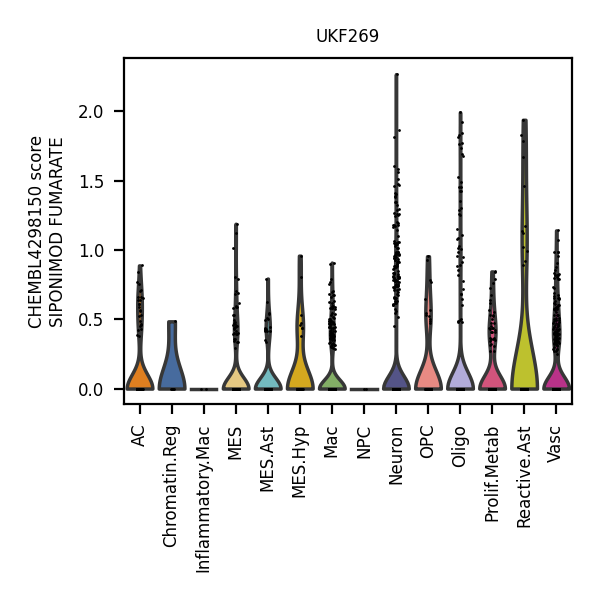 UKF269
CHEMBL4298150 score
SIPONIMOD FUMARATE
2.0
1.5
1.0
0.5
0.0
AC
Chromatin.Reg
Inflammatory.Mac
MES
MES.Ast
MES.Hyp
Mac
NPC
Neuron
OPC
Oligo
Prolif.Metab
Reactive.Ast
Vasc